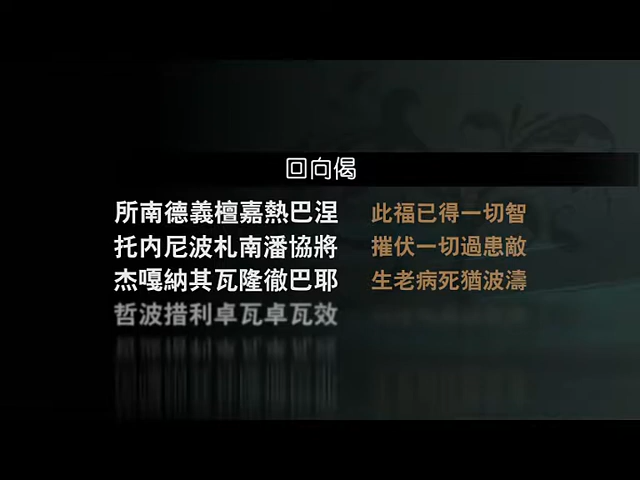 回向偈
所南德義檀嘉熱巴涅 此福已得一切智
托内尼波札南潘協將 摧伏一切過患敵
杰嘎納其瓦隆徹巴耶 生老病死猶波濤
哲波措利卓瓦卓瓦效